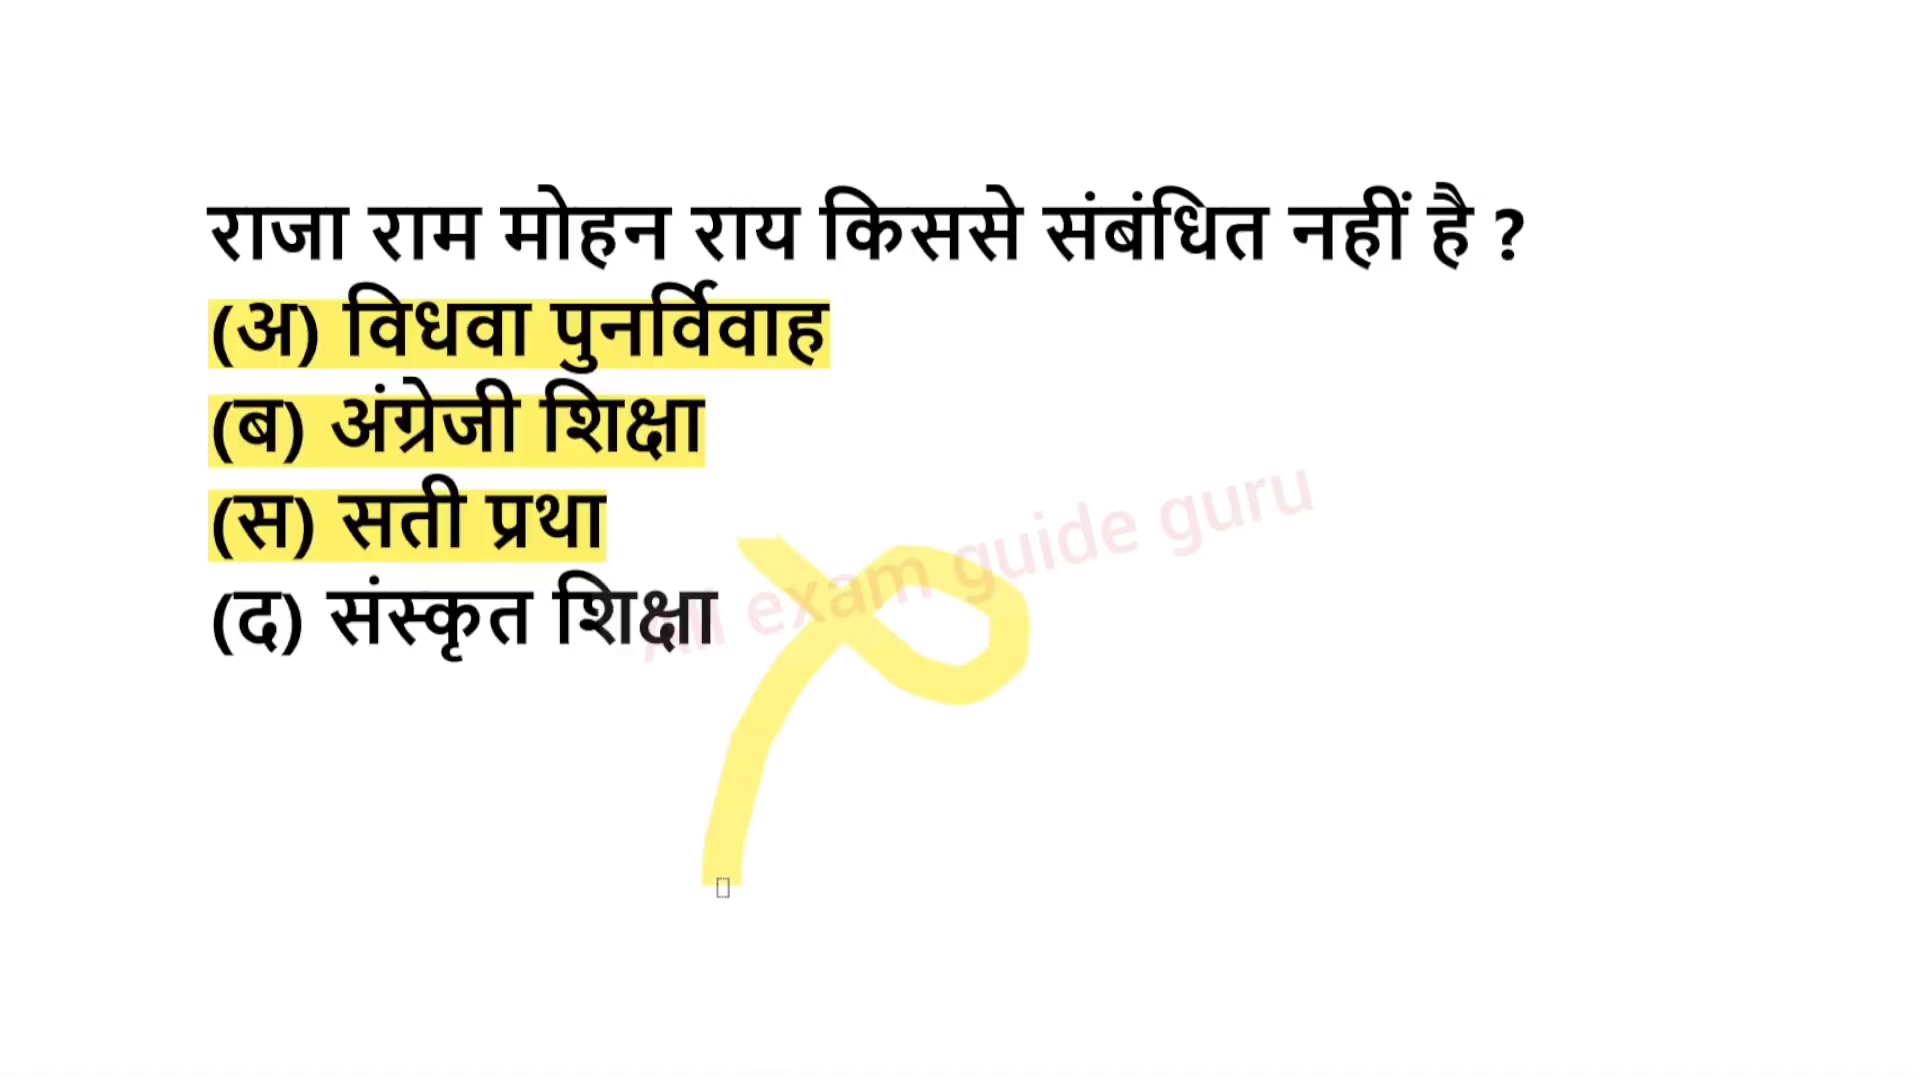 राजा राम मोहन राय किससे संबंधित नहीं है ?
(अ) विधवा पुनर्विवाह
(ब) अंग्रेजी शिक्षा
(स) सती प्रथा
(द) संस्कृत शिक्षा
All exam guide guru